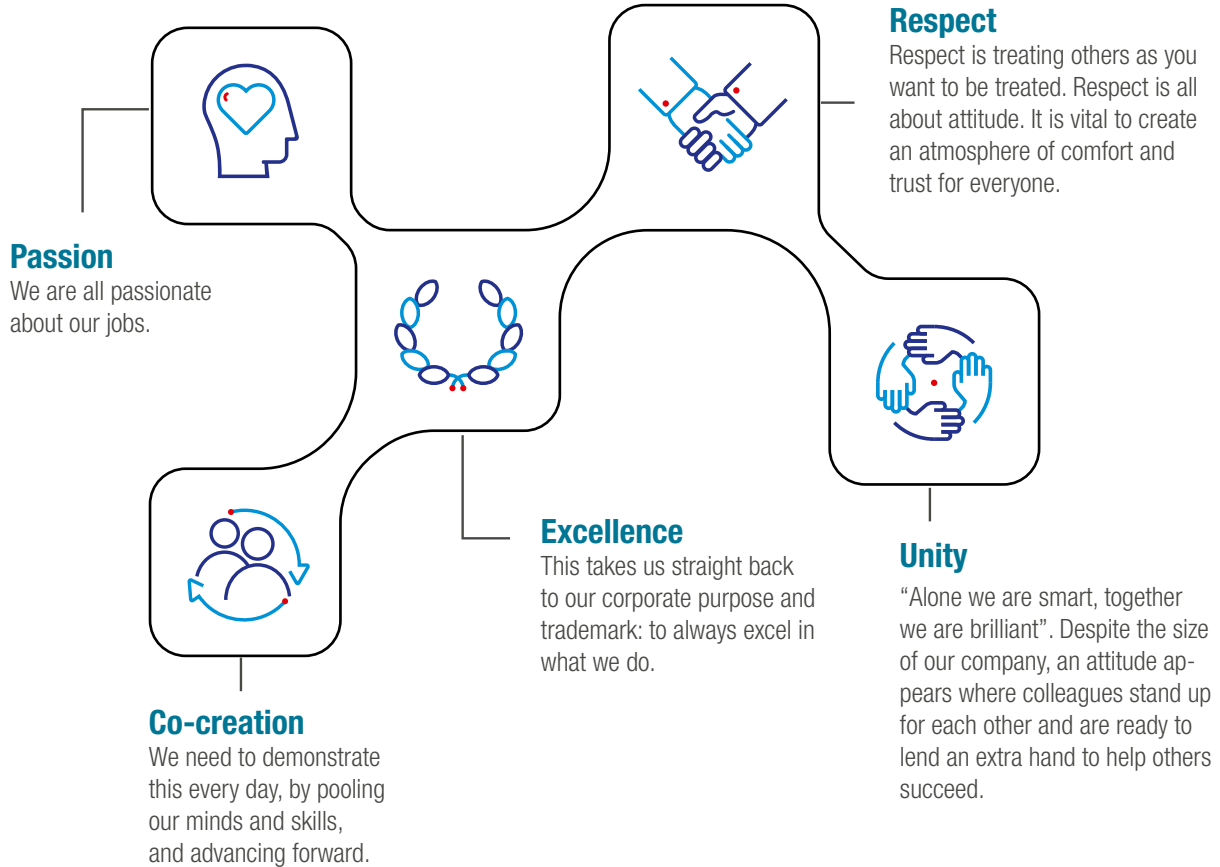 Respect
Respect is treating others as you
want to be treated. Respect is all
about attitude. It is vital to create
an atmosphere of comfort and
trust for everyone.
Passion
We are all passionate
about our jobs.
Excellence
This takes us straight back
to our corporate purpose and
trademark: to always excel in
what we do.
Unity
“Alone we are smart, together
we are brilliant”. Despite the size
of our company, an attitude ap-
pears where colleagues stand up
for each other and are ready to
lend an extra hand to help others
succeed.
Co-creation
We need to demonstrate
this every day, by pooling
our minds and skills,
and advancing forward.